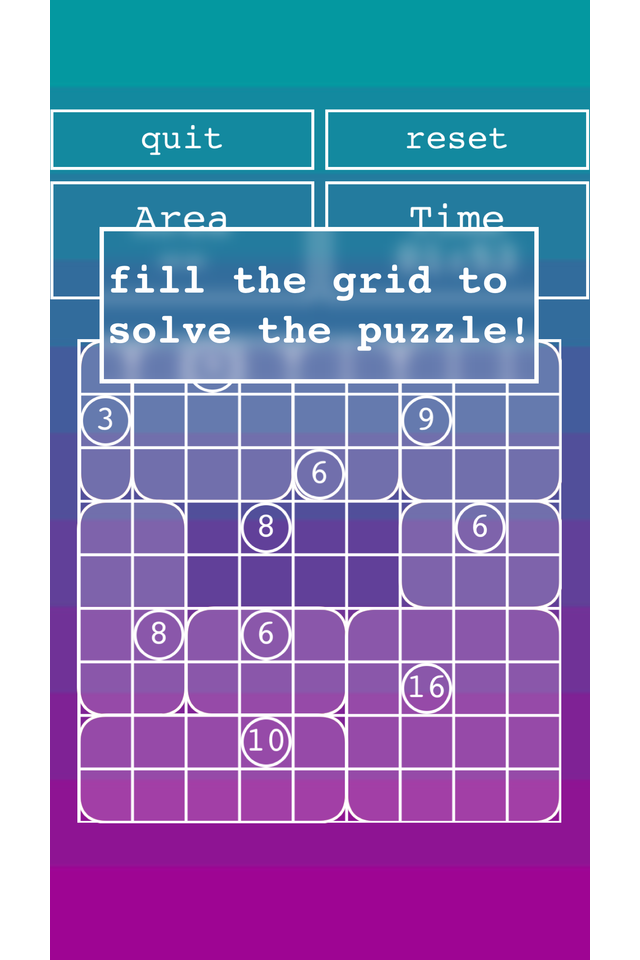 quit
reset
Area
Time
fill the grid to
solve the puzzle!
3
9
6
8
6
8
6
16
10